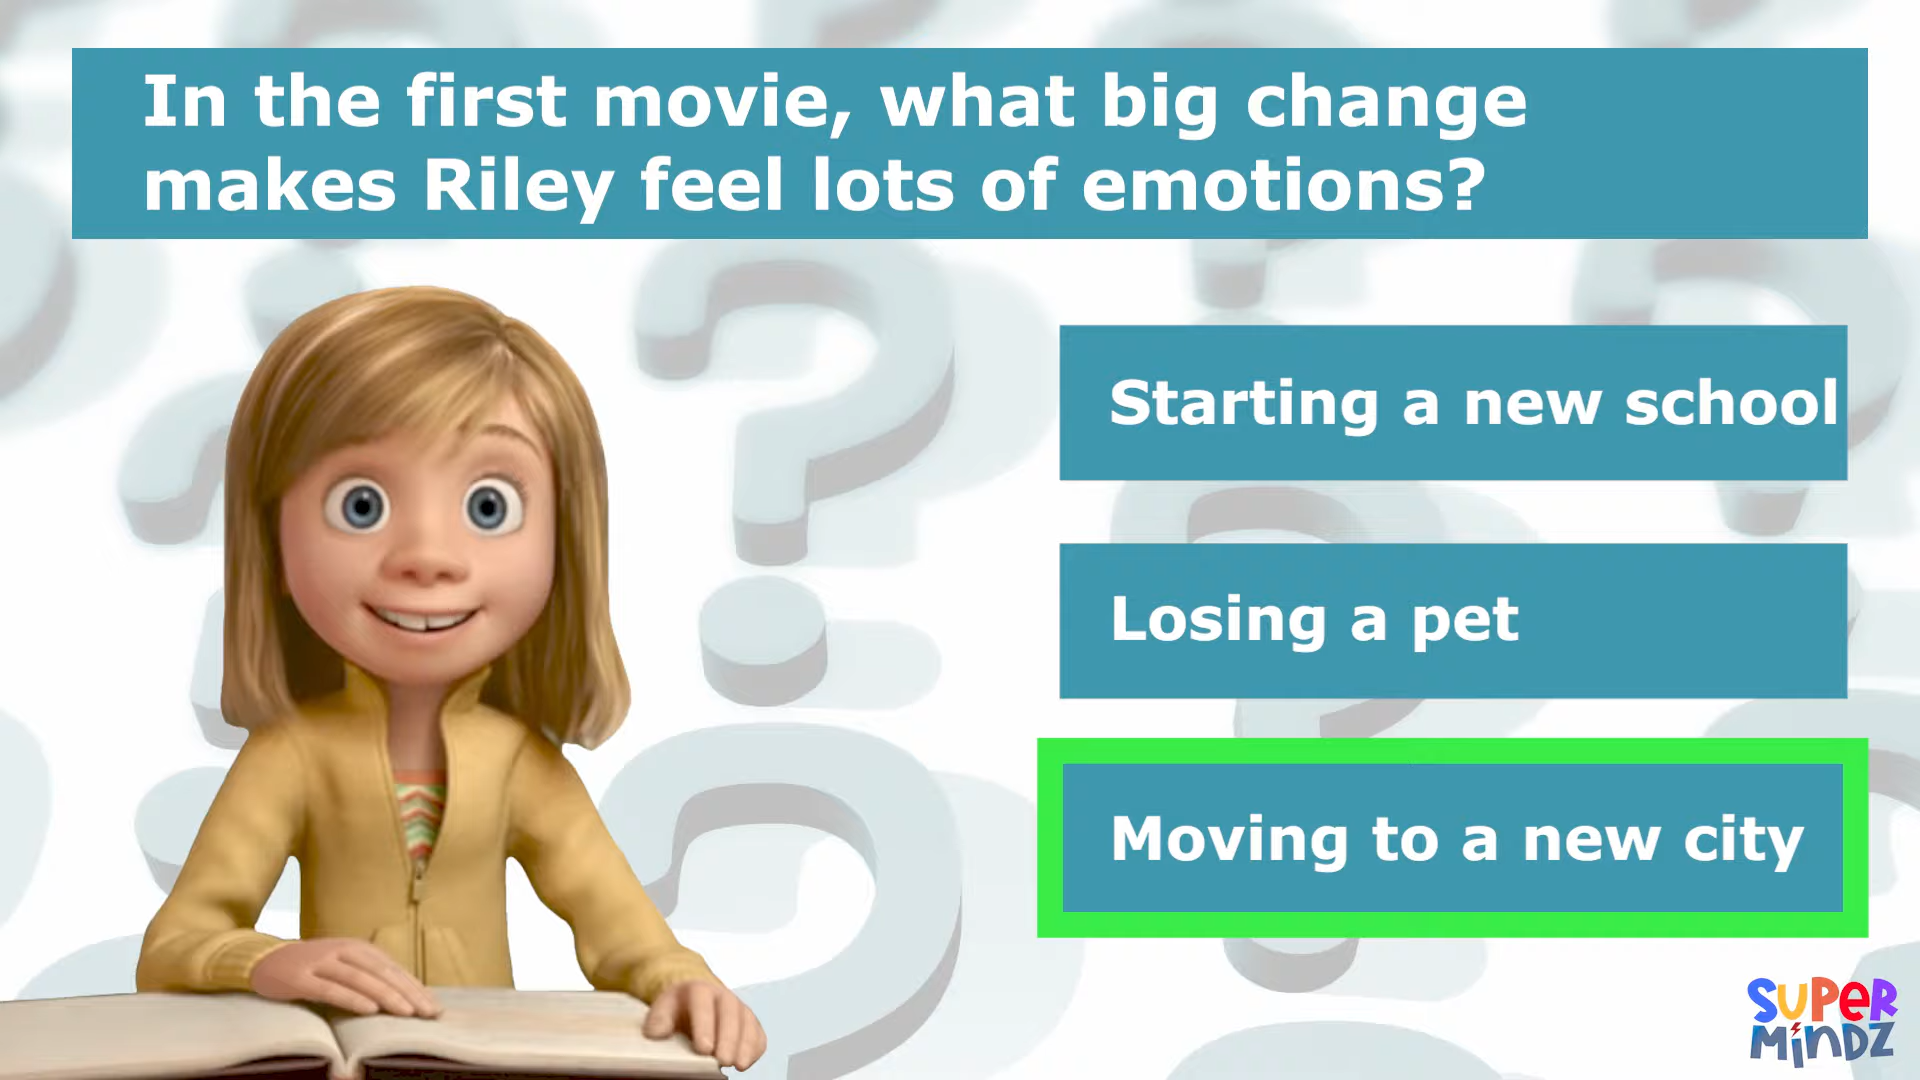 In the first movie, what big change
makes Riley feel lots of emotions?
Starting a new school
Losing a pet
Moving to a new city
SUPeR
MiNDZ